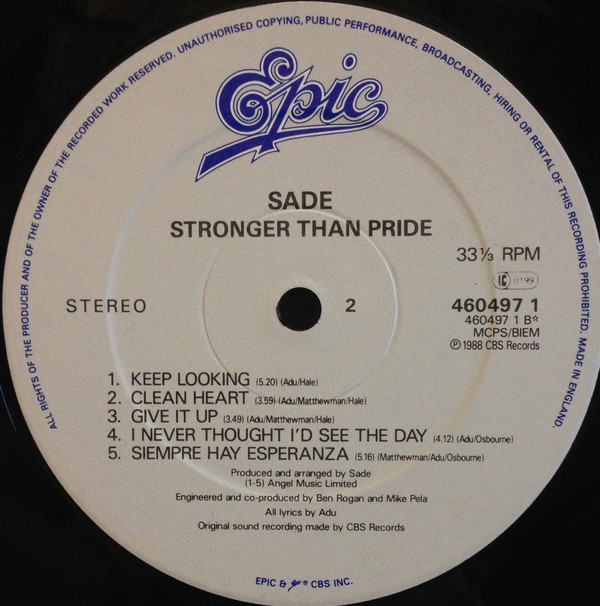 ALL RIGHTS OF THE PRODUCER AND OF THE OWNER OF THE RECORDED WORK RESERVED. UNAUTHORISED COPYING, PUBLIC PERFORMANCE, BROADCASTING, HIRING OR RENTAL OF THIS RECORDING PROHIBITED. MADE IN ENGLAND.
Epic
SADE
STRONGER THAN PRIDE
33⅓ RPM
LC 0199
STEREO
2
460497 1
460497 1 B☆
MCPS/BIEM
℗ 1988 CBS Records
1. KEEP LOOKING (5.20) (Adu/Hale)
2. CLEAN HEART (3.59) (Adu/Matthewman/Hale)
3. GIVE IT UP (3.49) (Adu/Matthewman/Hale)
4. I NEVER THOUGHT I'D SEE THE DAY (4.12) (Adu/Osbourne)
5. SIEMPRE HAY ESPERANZA (5.16) (Matthewman/Adu/Osbourne)
Produced and arranged by Sade
(1-5) Angel Music Limited
Engineered and co-produced by Ben Rogan and Mike Pela
All lyrics by Adu
Original sound recording made by CBS Records
EPIC & ® CBS INC.